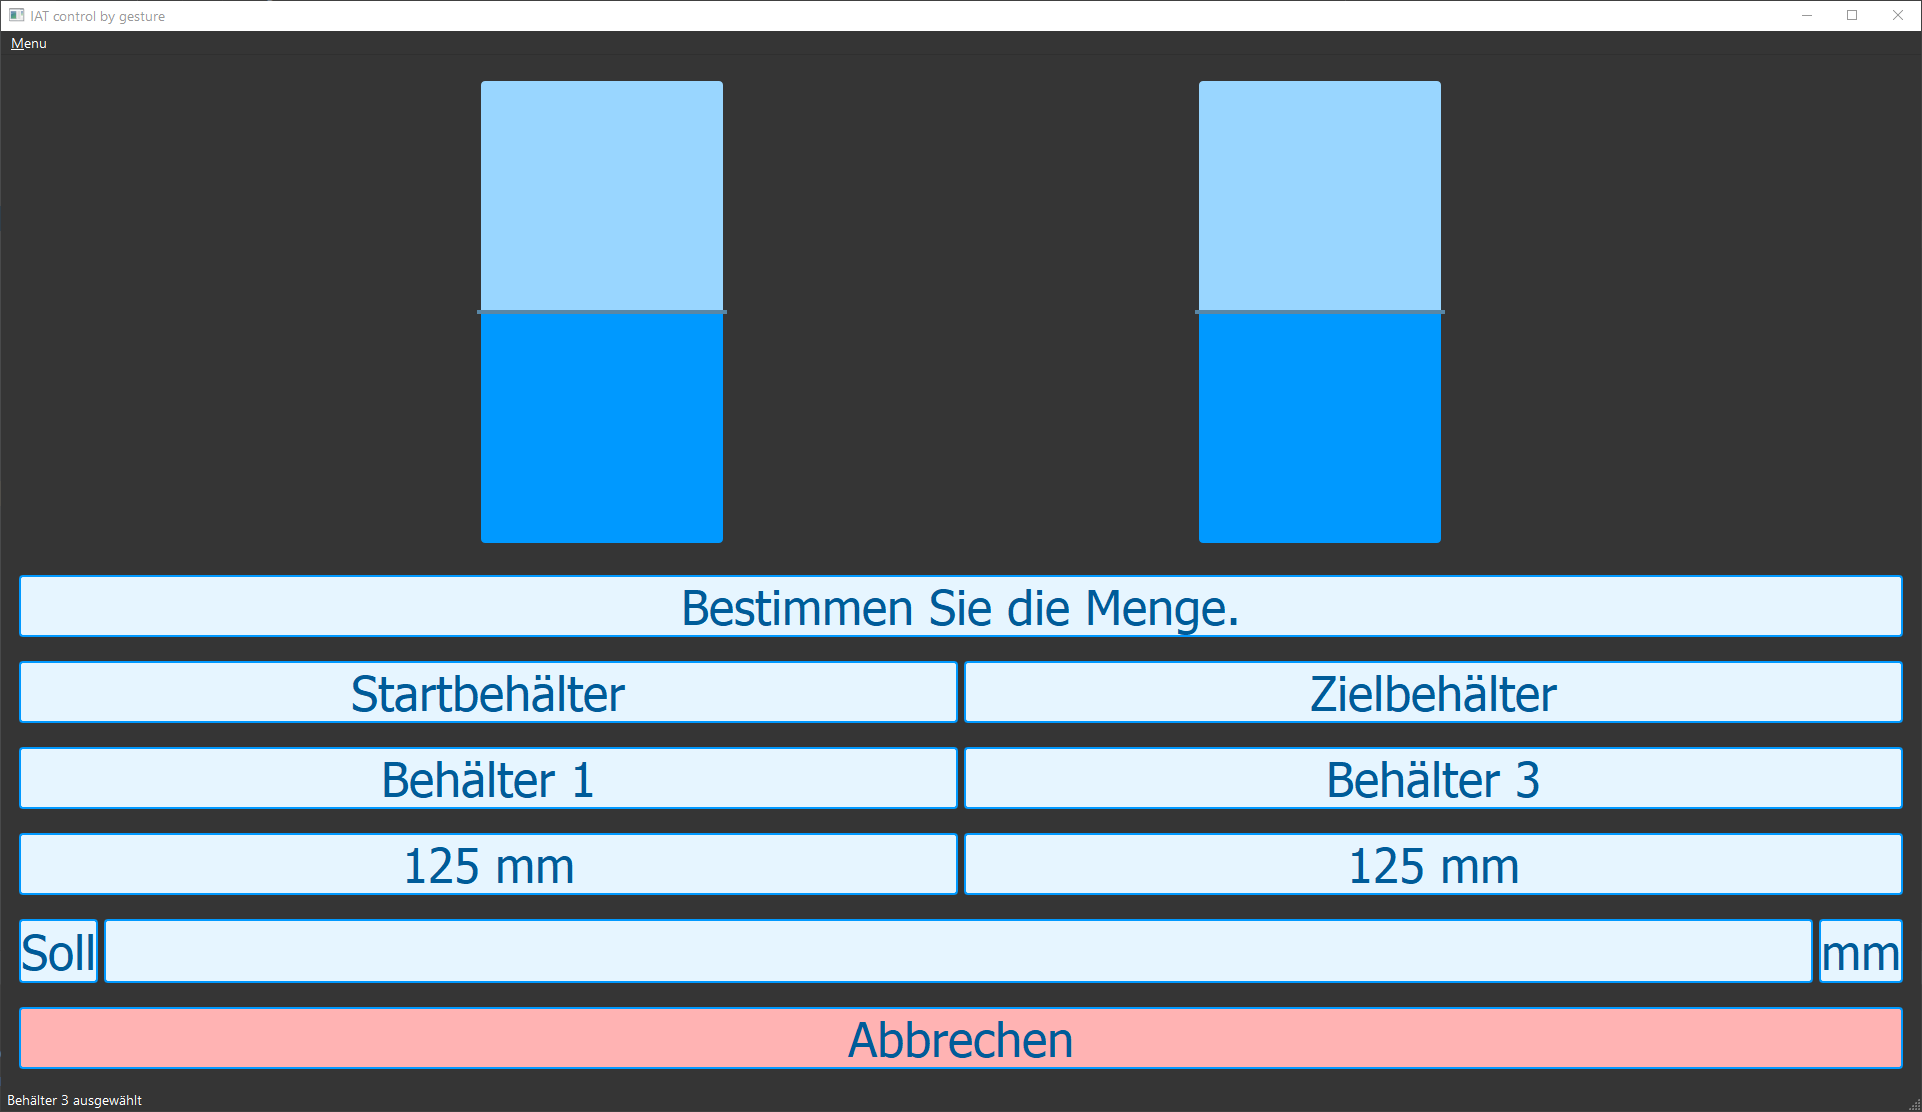 IAT control by gesture
Menu
Bestimmen Sie die Menge.
Startbehälter Zielbehälter
Behälter 1 Behälter 3
125 mm 125 mm
Soll mm
Abbrechen
Behälter 3 ausgewählt